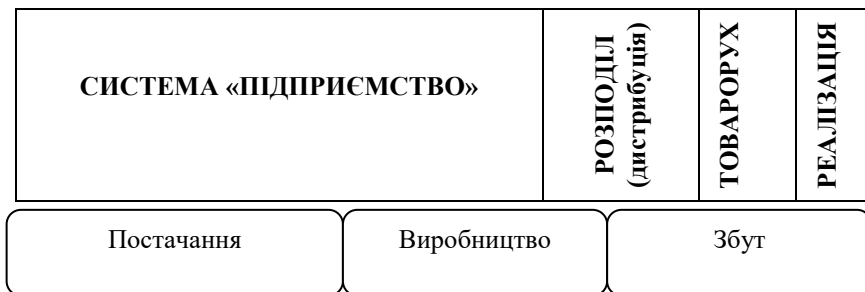 СИСТЕМА «ПІДПРИЄМСТВО»
РОЗПОДІЛ
(дистрибуція)
ТОВАРОРУХ
РЕАЛІЗАЦІЯ
Постачання
Виробництво
Збут